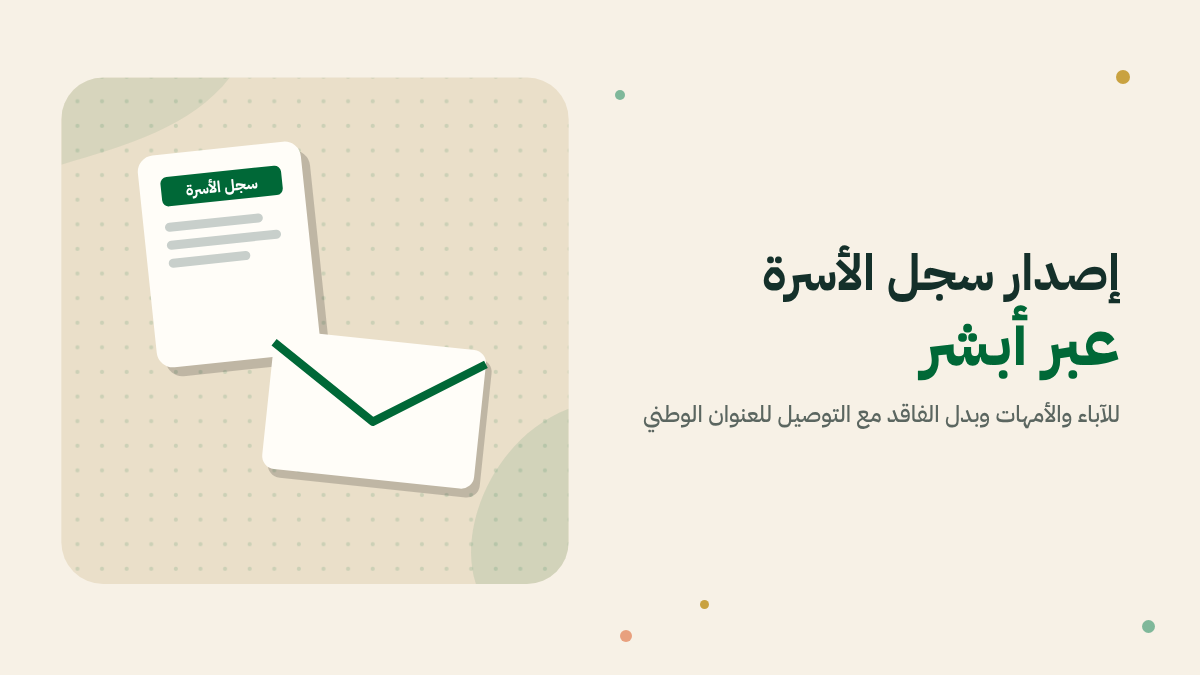 إصدار سجل الأسرة
عبر أبشر
للآباء والأمهات وبدل الفاقد مع التوصيل للعنوان الوطني
سجل الأسرة